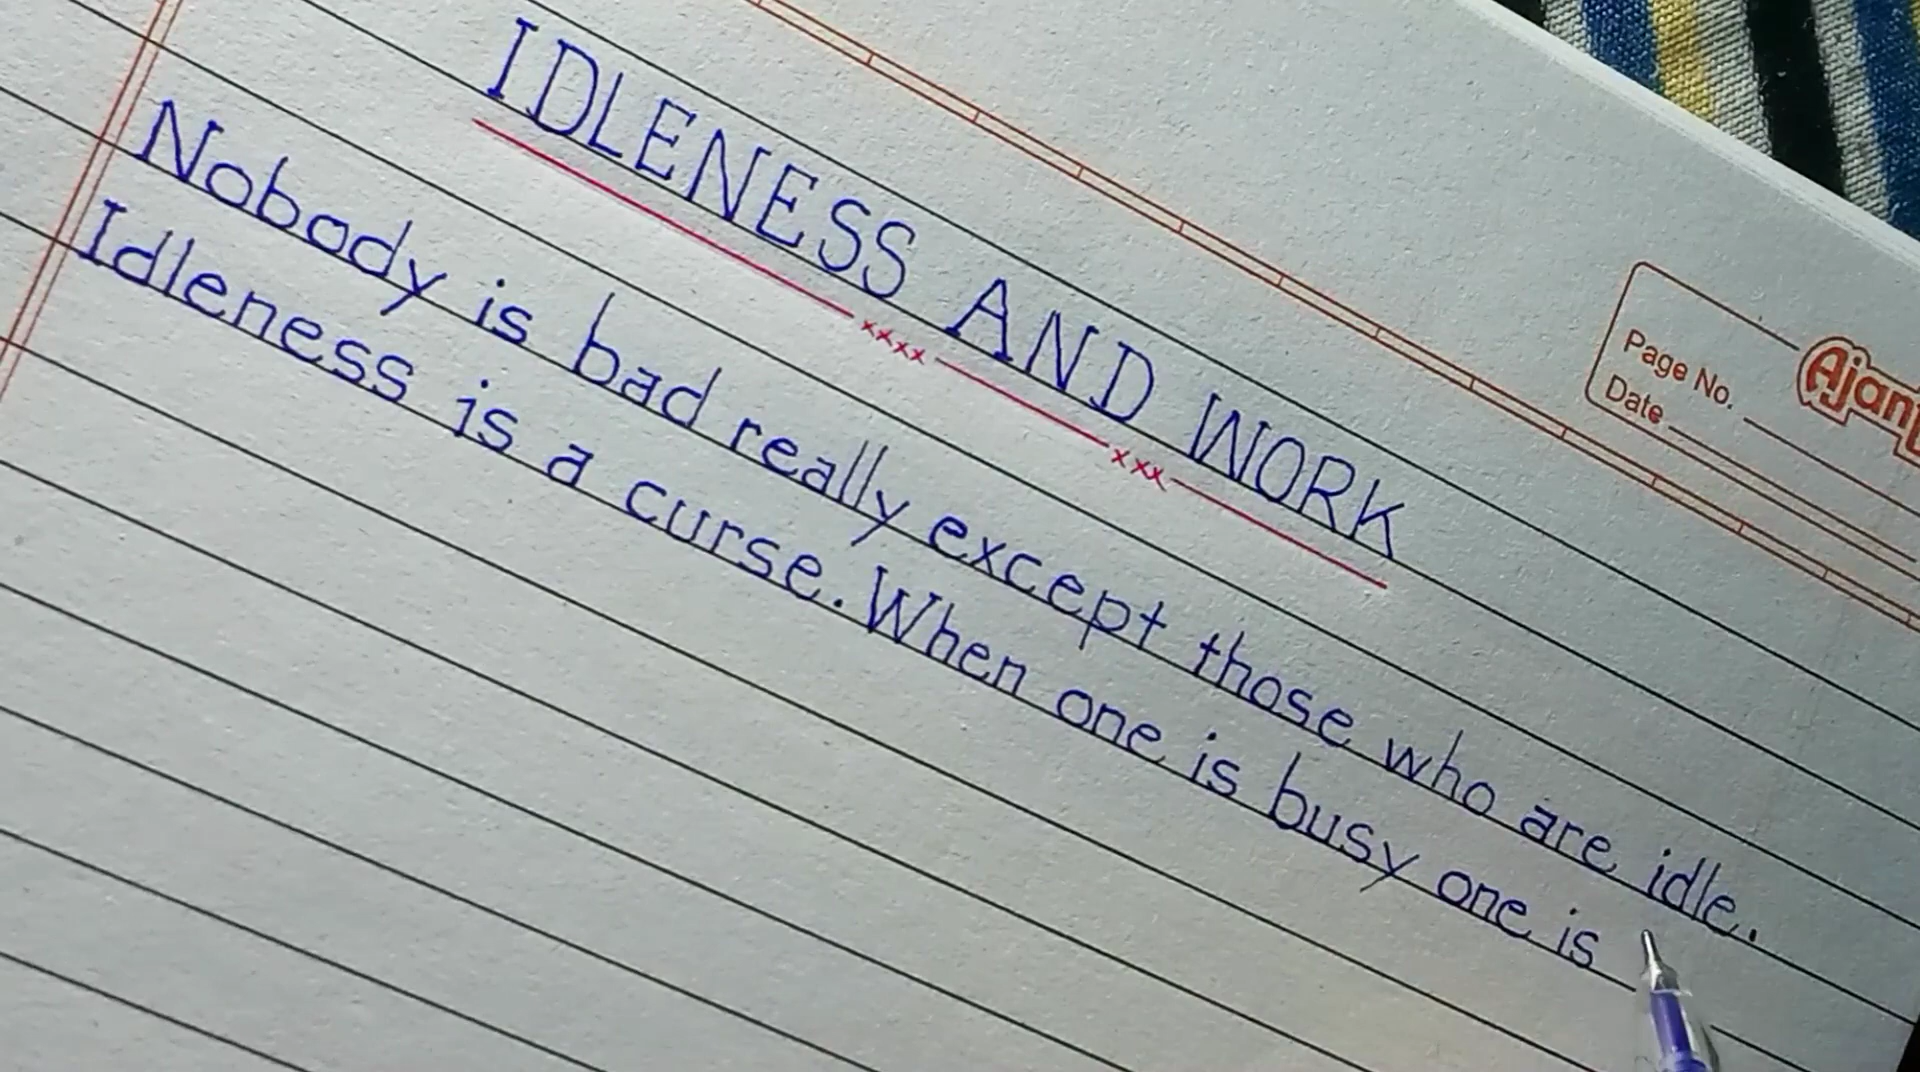 IDLENESS AND WORK
Nobody is bad really except those who are idle.
Idleness is a curse. When one is busy one is
Page No.
Date